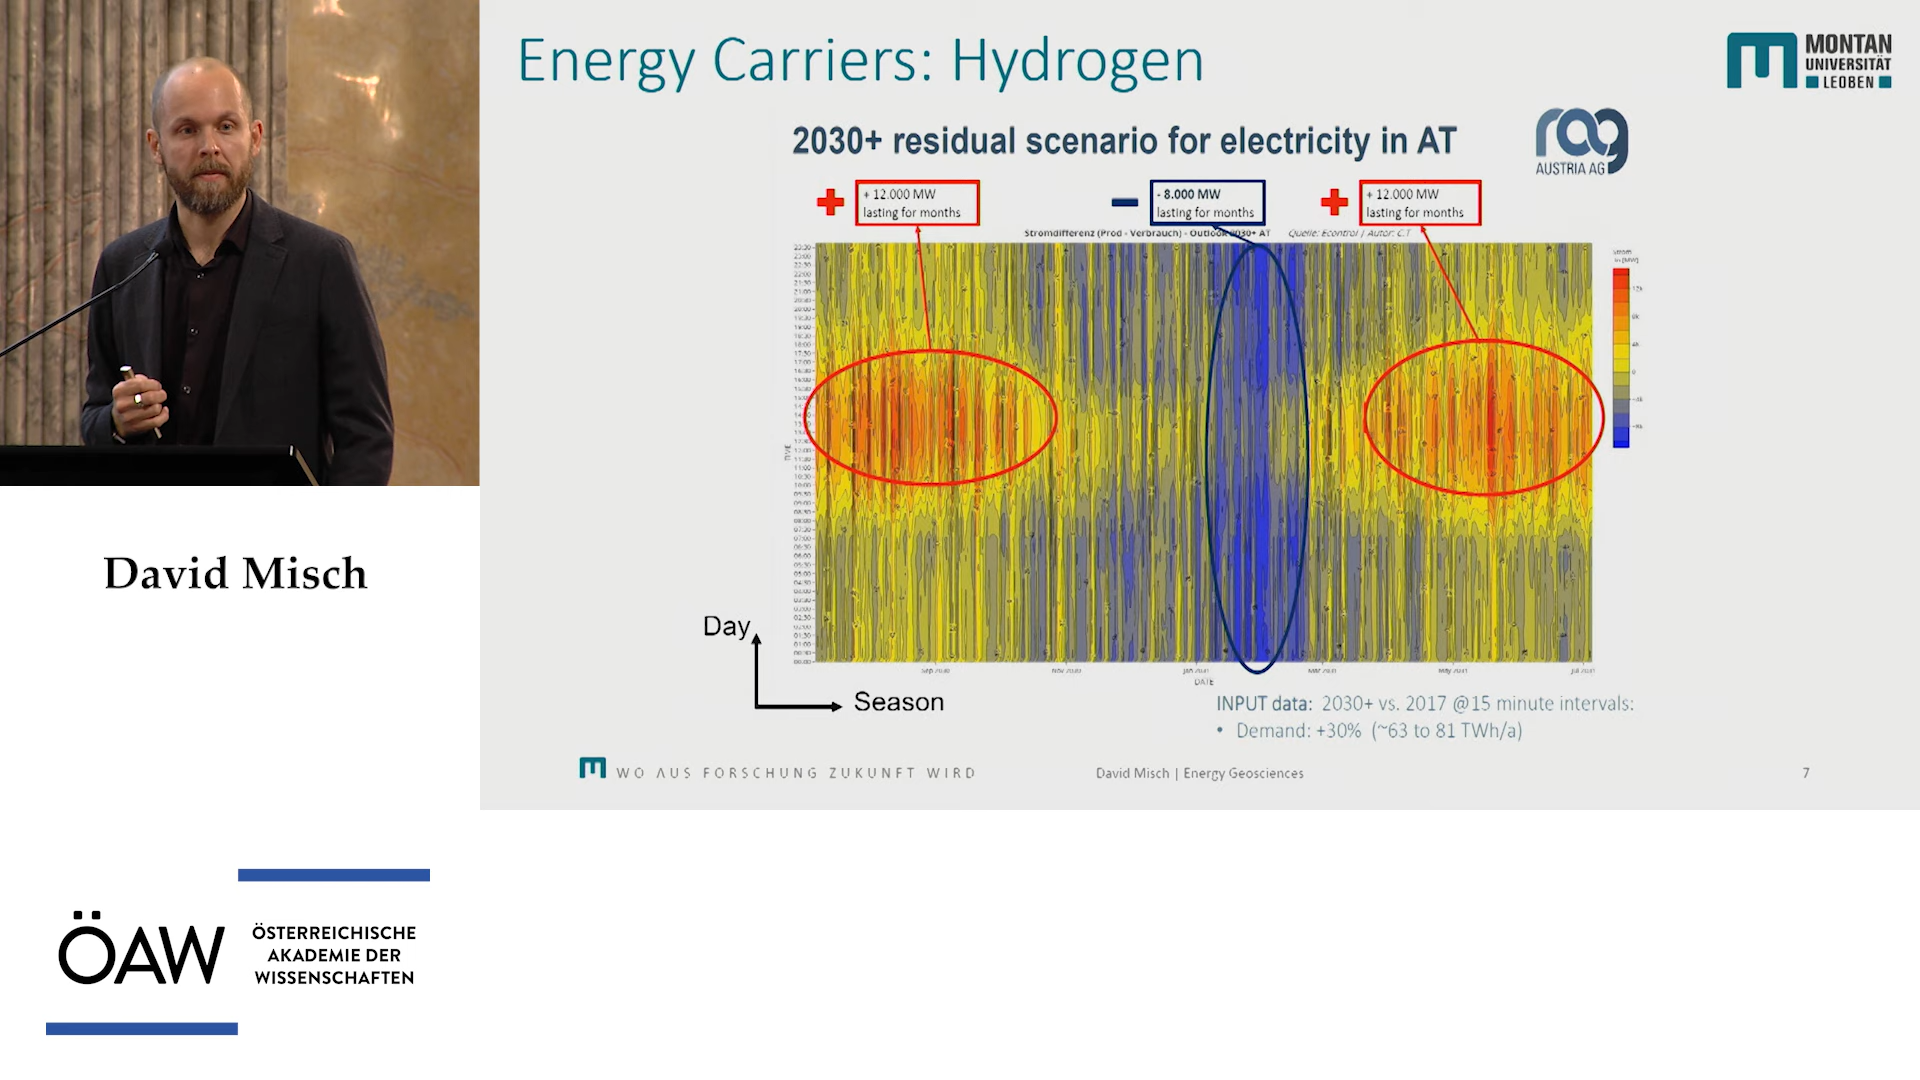 Energy Carriers: Hydrogen
MONTAN
UNIVERSITÄT
LEOBEN
2030+ residual scenario for electricity in AT
rag
AUSTRIA AG
+ 12.000 MW
lasting for months
- 8.000 MW
lasting for months
+ 12.000 MW
lasting for months
Stromdifferenz (Prod - Verbrauch) - Outlook 2030+ AT
Quelle: Econtrol / Autor: C.T.
TIME
DATE
Day
Season
INPUT data: 2030+ vs. 2017 @15 minute intervals:
• Demand: +30% (~63 to 81 TWh/a)
WO AUS FORSCHUNG ZUKUNFT WIRD
David Misch | Energy Geosciences
7
David Misch
ÖAW
ÖSTERREICHISCHE
AKADEMIE DER
WISSENSCHAFTEN